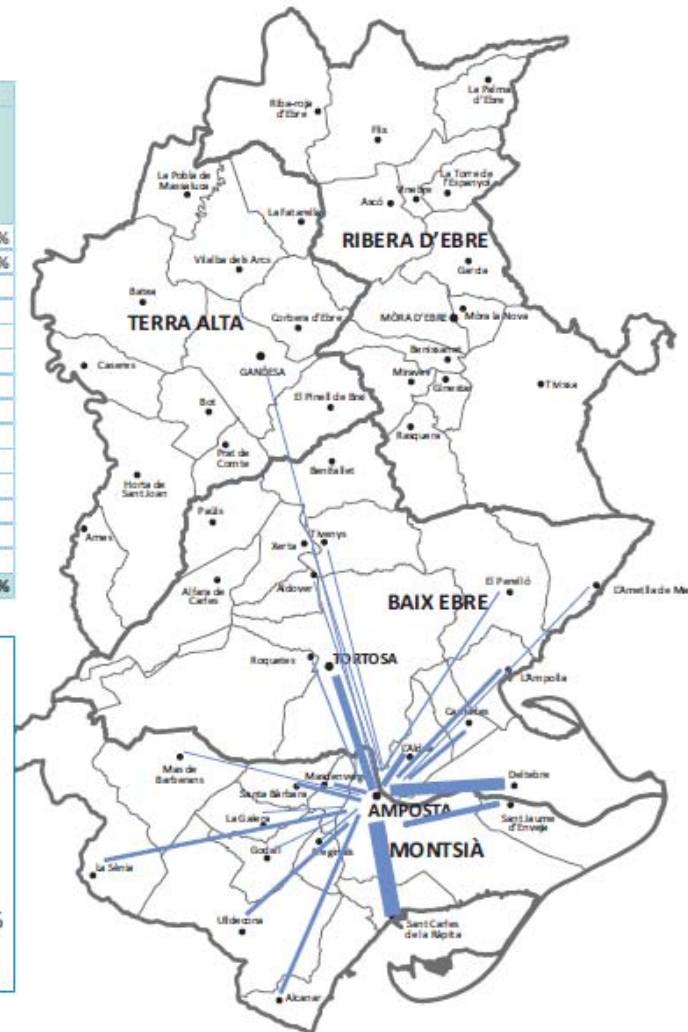 %
%
%
%
La Palma
d'Ebre
Riba-roja
d'Ebre
Flix
La Pobla de
Massaluca
La Torre de
l'Espanyol
Vinebre
Ascó
La Fatarella
RIBERA D'EBRE
Vilalba dels Arcs
Garcia
Batea
TERRA ALTA
Corbera d'Ebre
MÒRA D'EBRE
Móra la Nova
Benissanet
GANDESA
Caseres
Miravet
Ginestar
Tivissa
Bot
El Pinell de Brai
Rasquera
Prat de
Comte
Horta de
Sant Joan
Benifallet
Paüls
Arnes
Xerta
Tivenys
Alfara de
Carles
Aldover
El Perelló
BAIX EBRE
L'Ametlla de Ma
Roquetes
TORTOSA
L'Ampolla
L'Aldea
Mas de
Barberans
Masdenverge
Santa Bàrbara
Deltebre
AMPOSTA
Sant Jaume
d'Enveja
La Galera
Godall
Freginals
MONTSIÀ
La Sénia
Ulldecona
Sant Carles
de la Ràpita
Alcanar
%